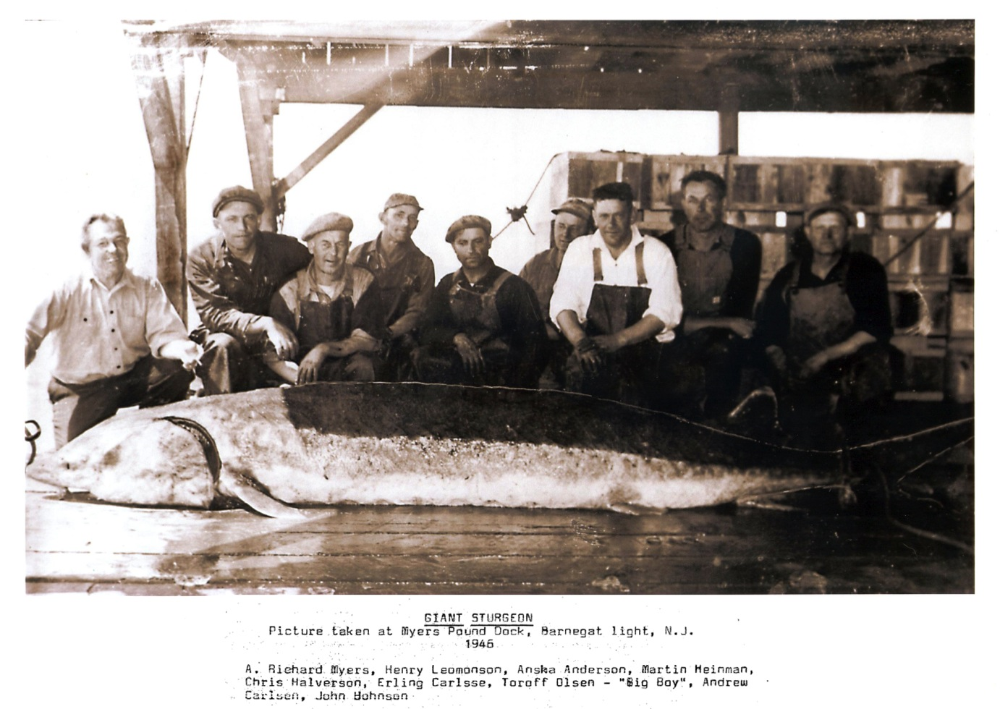 GIANT STURGEON
Picture taken at Myers Pound Dock, Barnegat light, N.J.
1946
A. Richard Myers, Henry Leomonson, Anska Anderson, Martin Heinman,
Chris Halverson, Erling Carlsse, Toroff Olsen - "Big Boy", Andrew
Carlsen, John Bohnson